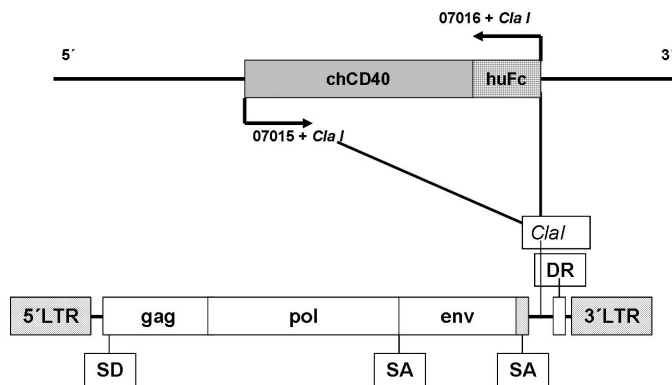 07016 + Cla I
5´
3´
chCD40
huFc
07015 + Cla I
ClaI
DR
5´LTR
gag
pol
env
3´LTR
SD
SA
SA